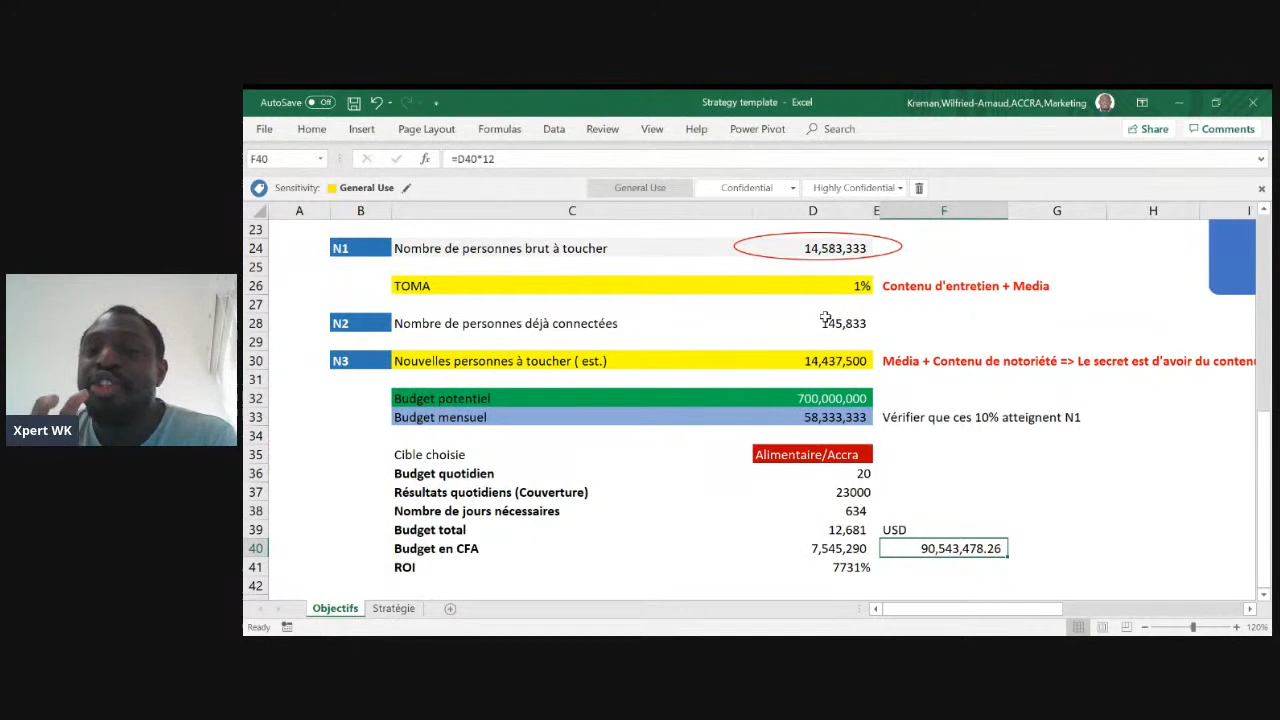 AutoSave Off
Strategy template - Excel
Kreman,Wilfried-Arnaud,ACCRA,Marketing
File Home Insert Page Layout Formulas Data Review View Help Power Pivot Search Share Comments
F40 fx =D40*12
Sensitivity: General Use General Use Confidential Highly Confidential
A B C D E F G H I
23
24 N1 Nombre de personnes brut à toucher 14,583,333
25
26 TOMA 1% Contenu d'entretien + Media
27
28 N2 Nombre de personnes déjà connectées 145,833
29
30 N3 Nouvelles personnes à toucher ( est.) 14,437,500 Média + Contenu de notoriété => Le secret est d'avoir du contenu
31
32 Budget potentiel 700,000,000
33 Budget mensuel 58,333,333 Vérifier que ces 10% atteignent N1
34
35 Cible choisie Alimentaire/Accra
36 Budget quotidien 20
37 Résultats quotidiens (Couverture) 23000
38 Nombre de jours nécessaires 634
39 Budget total 12,681 USD
40 Budget en CFA 7,545,290 90,543,478.26
41 ROI 7731%
42
Objectifs Stratégie
Ready 120%
Xpert WK